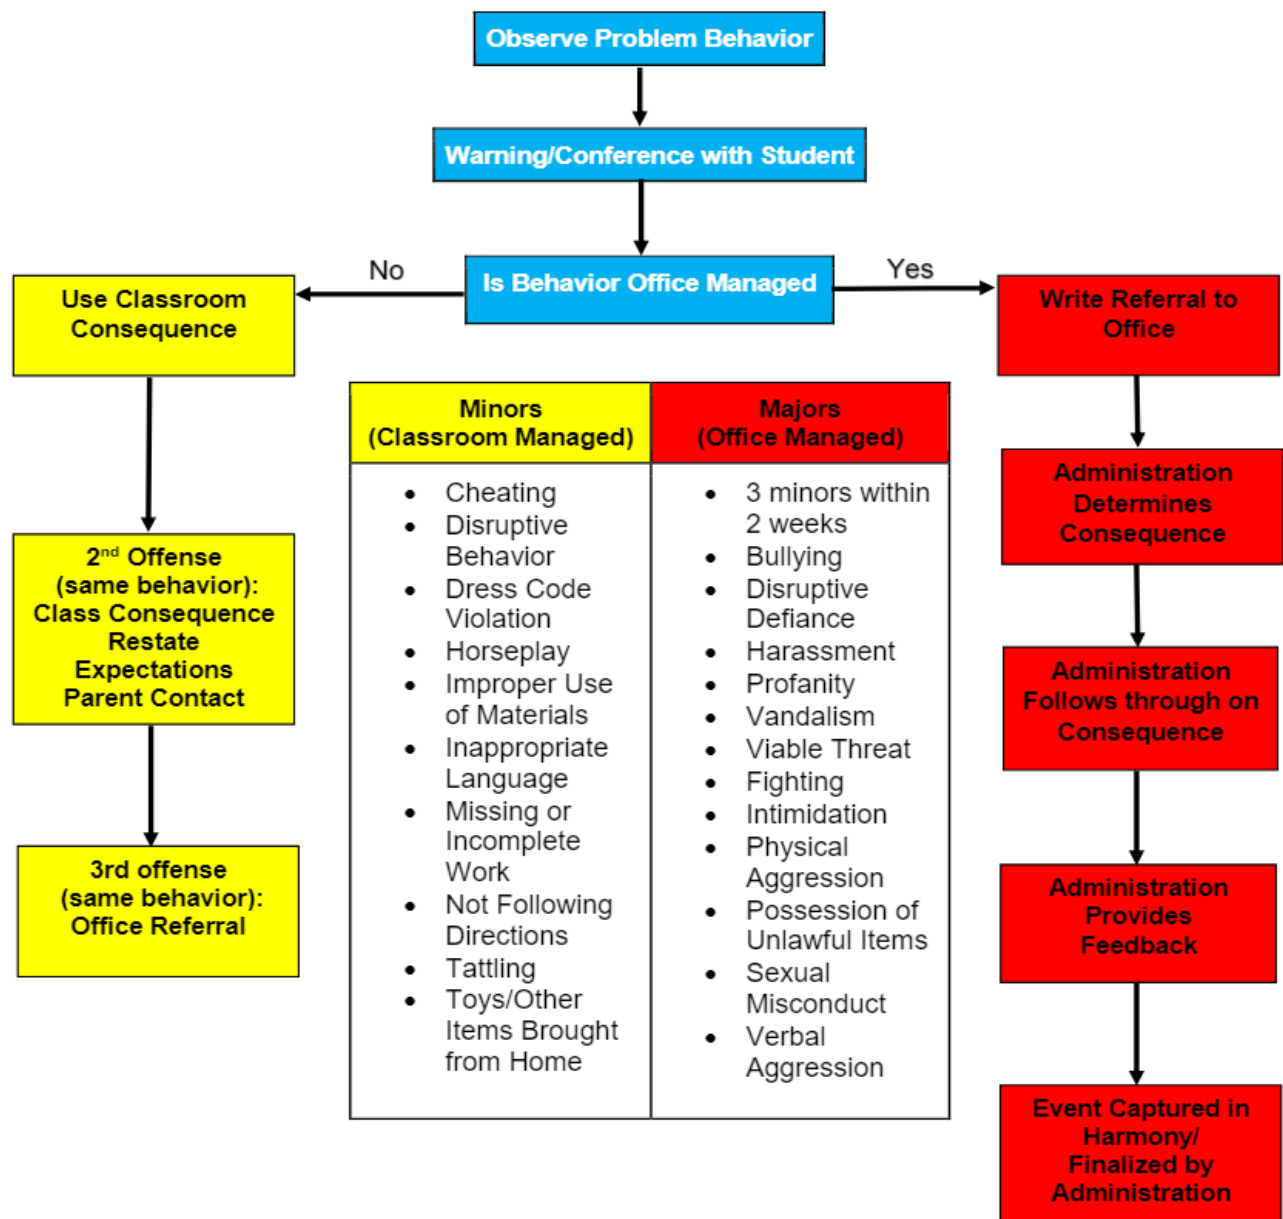 Observe Problem Behavior
Warning/Conference with Student
Is Behavior Office Managed
No
Yes
Use Classroom
Consequence
2nd Offense
(same behavior):
Class Consequence
Restate
Expectations
Parent Contact
3rd offense
(same behavior):
Office Referral
Minors
(Classroom Managed)
• Cheating
• Disruptive
Behavior
• Dress Code
Violation
• Horseplay
• Improper Use
of Materials
• Inappropriate
Language
• Missing or
Incomplete
Work
• Not Following
Directions
• Tattling
• Toys/Other
Items Brought
from Home
Majors
(Office Managed)
• 3 minors within
2 weeks
• Bullying
• Disruptive
Defiance
• Harassment
• Profanity
• Vandalism
• Viable Threat
• Fighting
• Intimidation
• Physical
Aggression
• Possession of
Unlawful Items
• Sexual
Misconduct
• Verbal
Aggression
Write Referral to
Office
Administration
Determines
Consequence
Administration
Follows through on
Consequence
Administration
Provides
Feedback
Event Captured in
Harmony/
Finalized by
Administration